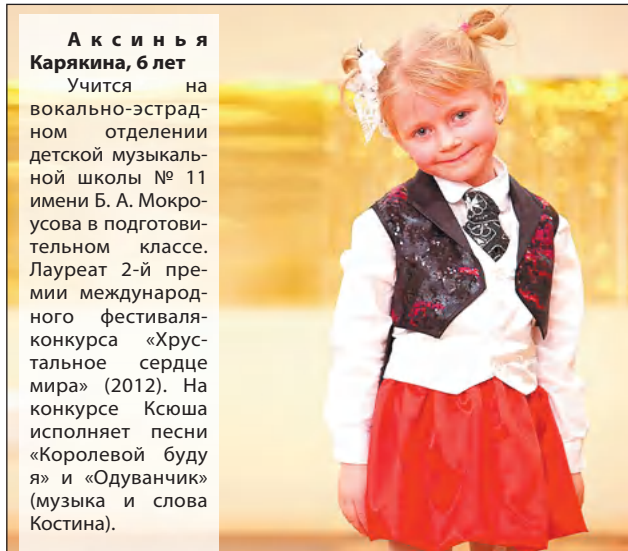 Аксинья
Карякина, 6 лет
Учится на
вокально-эстрад-
ном отделении
детской музыкаль-
ной школы № 11
имени Б. А. Мокро-
усова в подготови-
тельном классе.
Лауреат 2-й пре-
мии международ-
ного фестиваля-
конкурса «Хрус-
тальное сердце
мира» (2012). На
конкурсе Ксюша
исполняет песни
«Королевой буду
я» и «Одуванчик»
(музыка и слова
Костина).